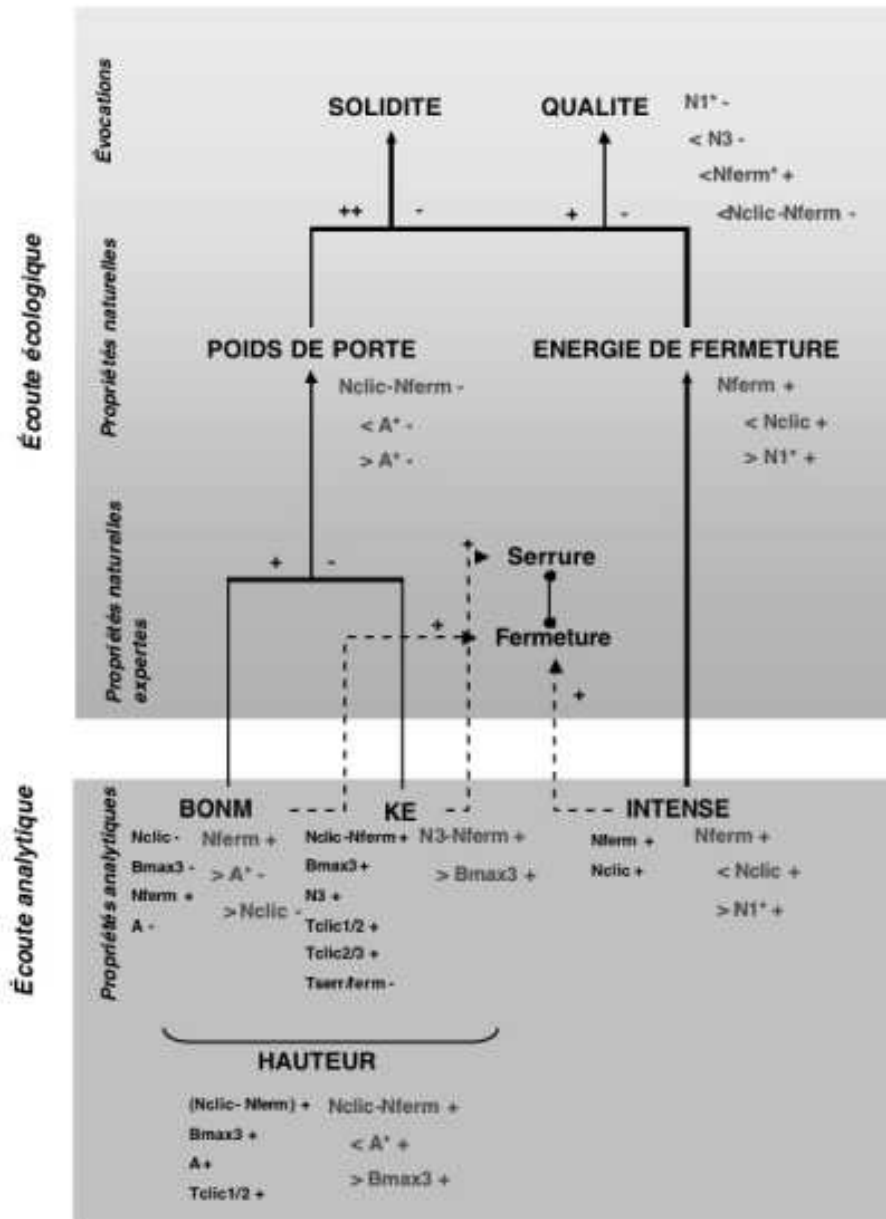 Écoute écologique
Écoute analytique
Évocations
Propriétés naturelles
Propriétés naturelles
expertes
Propriétés analytiques
SOLIDITE
QUALITE
N1* -
< N3 -
<Nferm* +
<Nclic-Nferm -
++
-
+
-
POIDS DE PORTE
ENERGIE DE FERMETURE
Nclic-Nferm -
< A* -
> A* -
Nferm +
< Nclic +
> N1* +
+
-
+
Serrure
+
Fermeture
+
BONM
KE
INTENSE
Nclic -
Bmax3 -
Nferm +
A -
Nferm +
> A* -
> Nclic -
Nclic-Nferm +
Bmax3 +
N3 +
Tclic1/2 +
Tclic2/3 +
Tserr/ferm -
N3-Nferm +
> Bmax3 +
Nferm +
Nclic +
Nferm +
< Nclic +
> N1* +
HAUTEUR
(Nclic- Nferm) +
Bmax3 +
A +
Tclic1/2 +
Nclic-Nferm +
< A* +
> Bmax3 +